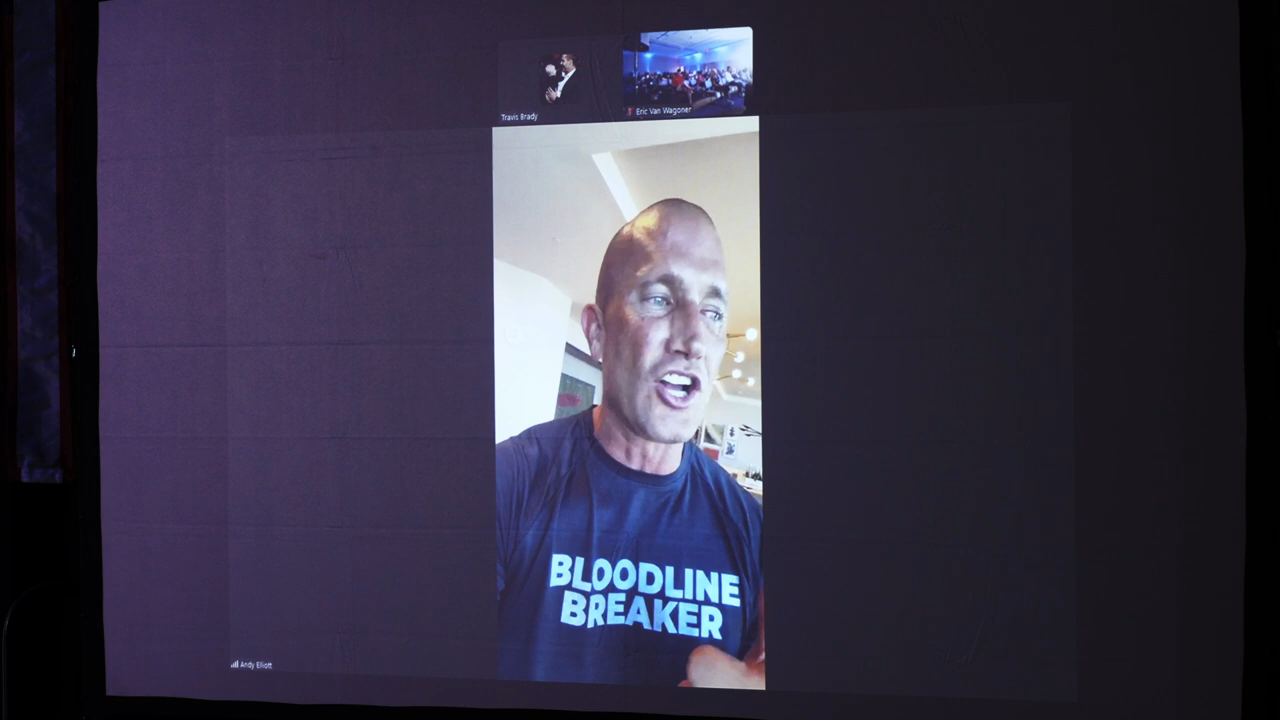 Travis Brady
Eric Van Wagoner
BLOODLINE
BREAKER
Andy Elliott